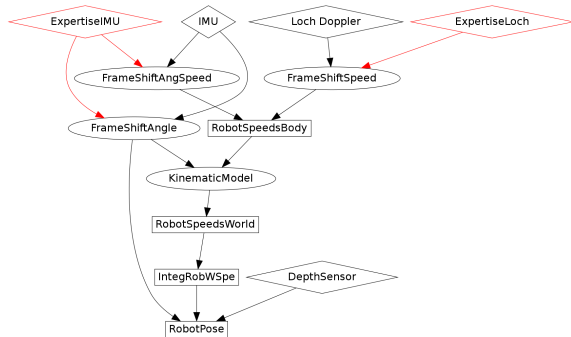 ExpertiseIMU
IMU
Loch Doppler
ExpertiseLoch
FrameShiftAngSpeed
FrameShiftSpeed
FrameShiftAngle
RobotSpeedsBody
KinematicModel
RobotSpeedsWorld
IntegRobWSpe
DepthSensor
RobotPose